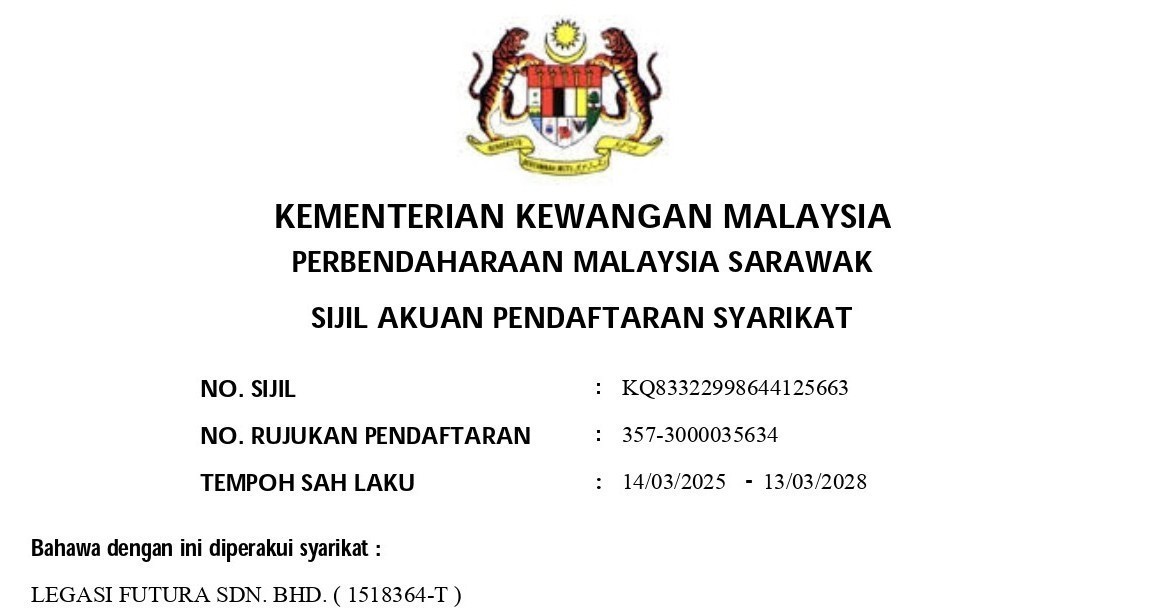 KEMENTERIAN KEWANGAN MALAYSIA
PERBENDAHARAAN MALAYSIA SARAWAK
SIJIL AKUAN PENDAFTARAN SYARIKAT
NO. SIJIL : KQ83322998644125663
NO. RUJUKAN PENDAFTARAN : 357-3000035634
TEMPOH SAH LAKU : 14/03/2025 - 13/03/2028
Bahawa dengan ini diperakui syarikat :
LEGASI FUTURA SDN. BHD. ( 1518364-T )